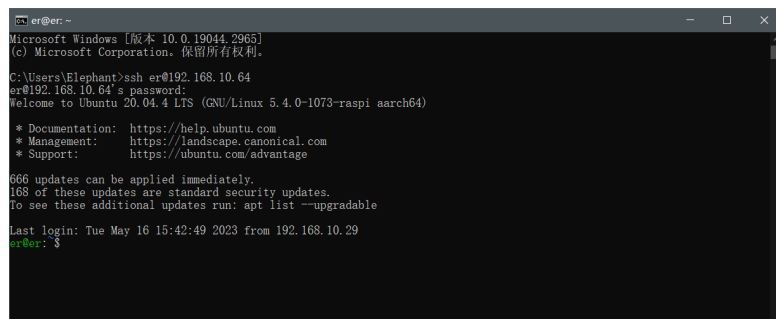 er@er: ~
Microsoft Windows [版本 10.0.19044.2965]
(c) Microsoft Corporation。保留所有权利。
C:\Users\Elephant>ssh er@192.168.10.64
er@192.168.10.64's password:
Welcome to Ubuntu 20.04.4 LTS (GNU/Linux 5.4.0-1073-raspi aarch64)
* Documentation:  https://help.ubuntu.com
* Management:     https://landscape.canonical.com
* Support:        https://ubuntu.com/advantage
666 updates can be applied immediately.
168 of these updates are standard security updates.
To see these additional updates run: apt list --upgradable
Last login: Tue May 16 15:42:49 2023 from 192.168.10.29
er@er:~$